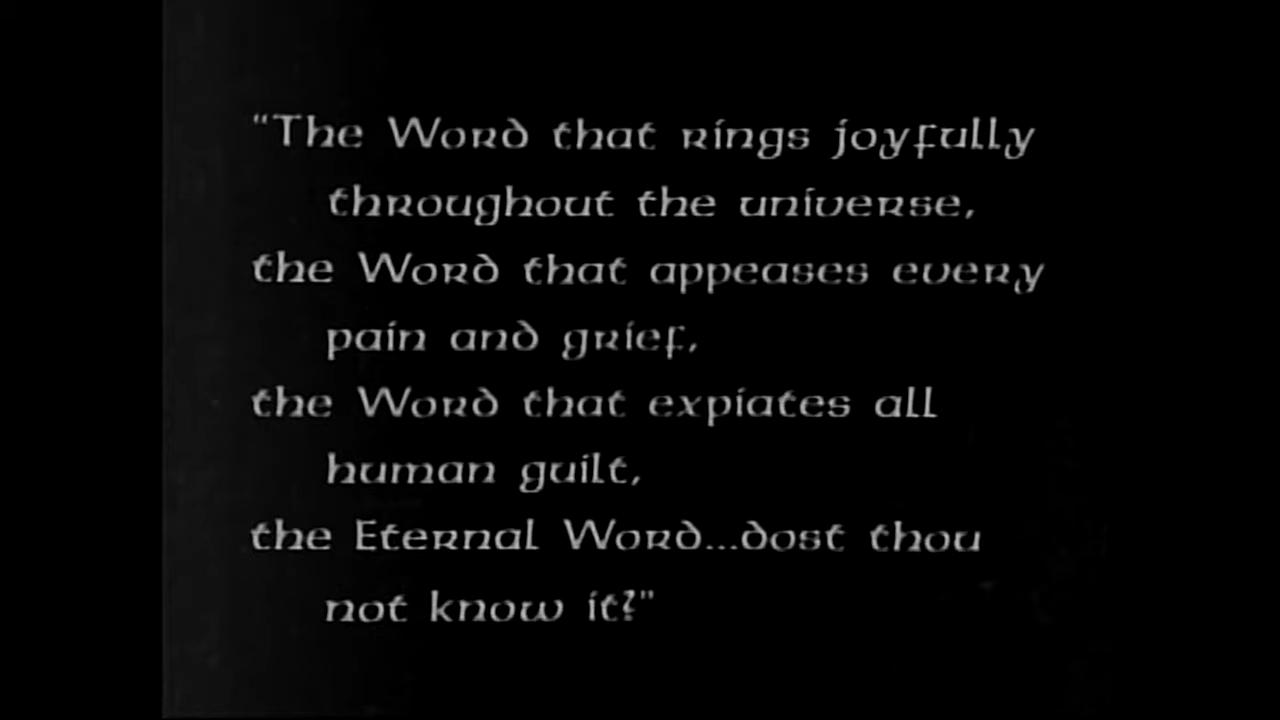 "The Word that rings joyfully
throughout the universe,
the Word that appeases every
pain and grief,
the Word that expiates all
human guilt,
the Eternal Word...dost thou
not know it?"